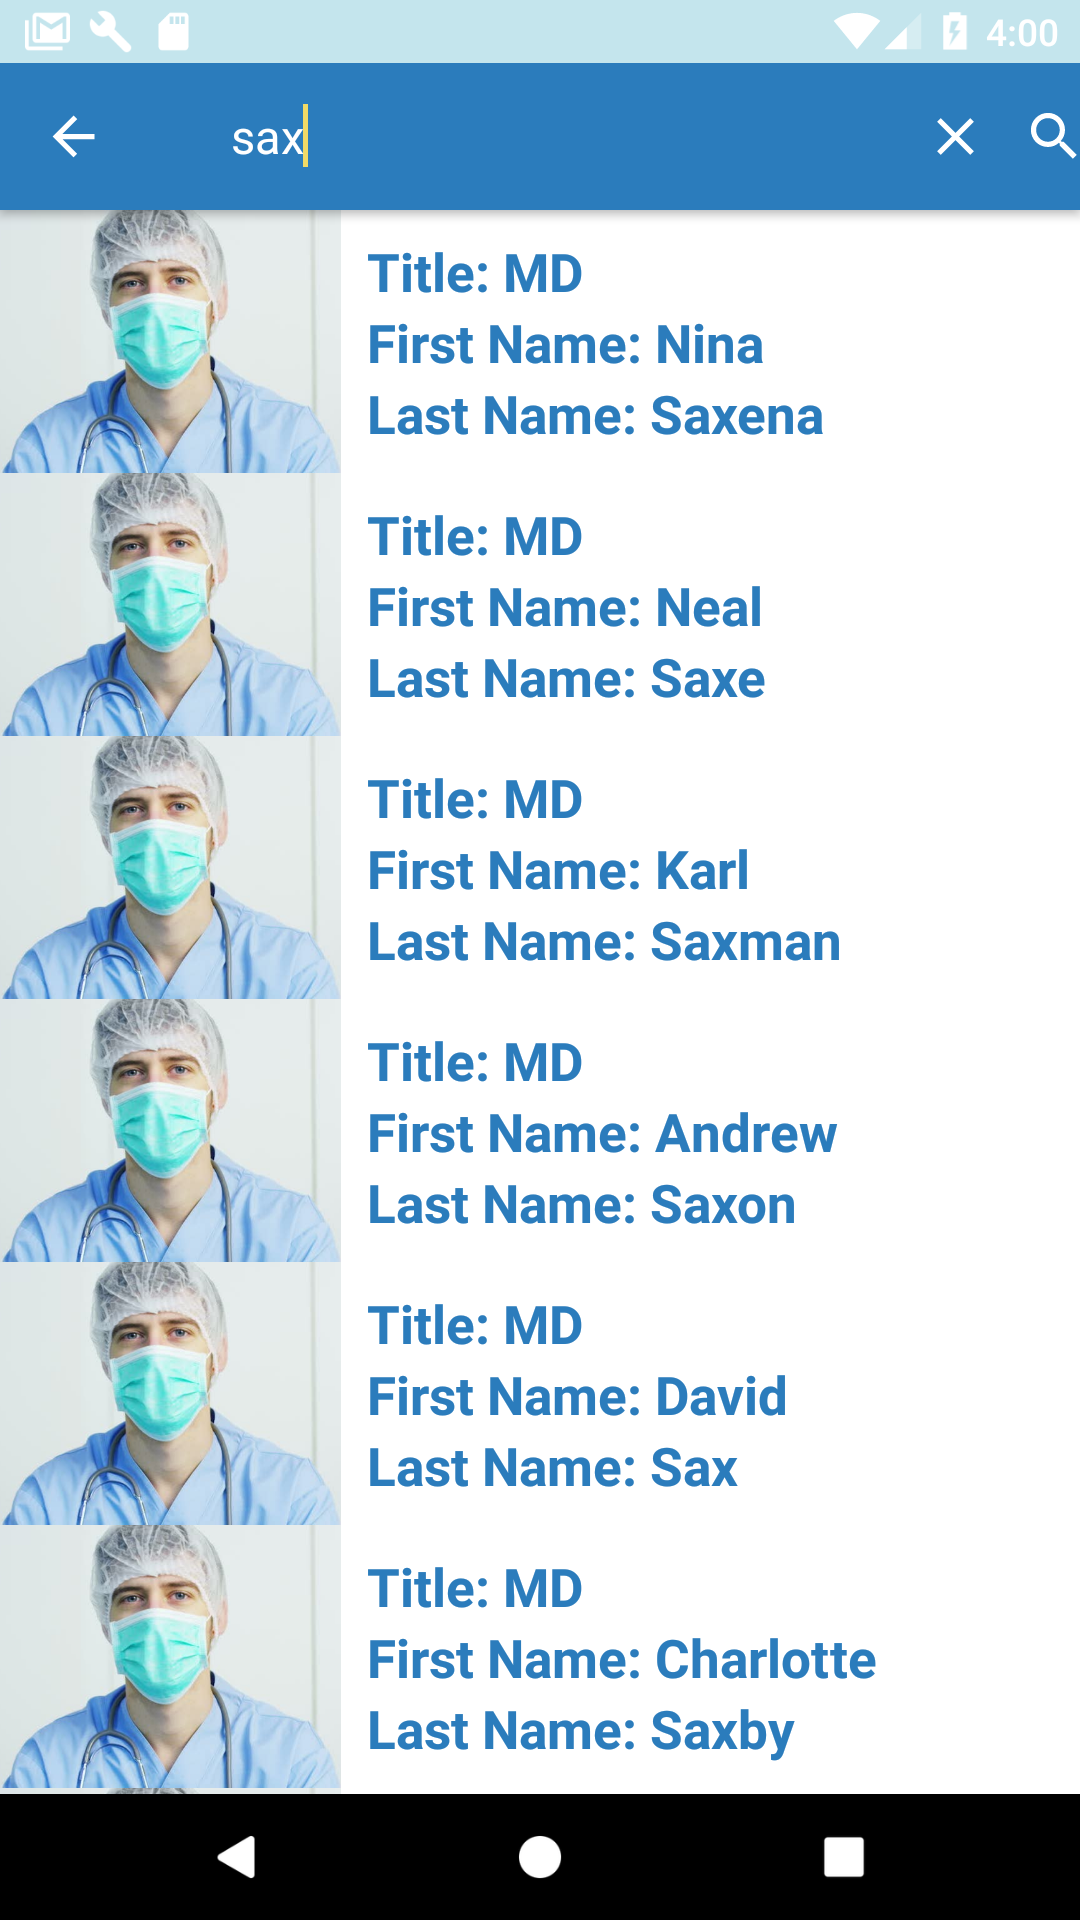 4:00
sax
Title: MD
First Name: Nina
Last Name: Saxena
Title: MD
First Name: Neal
Last Name: Saxe
Title: MD
First Name: Karl
Last Name: Saxman
Title: MD
First Name: Andrew
Last Name: Saxon
Title: MD
First Name: David
Last Name: Sax
Title: MD
First Name: Charlotte
Last Name: Saxby